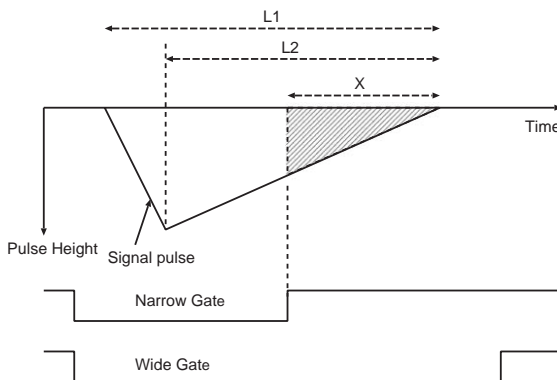 L1
L2
X
Time
Pulse Height
Signal pulse
Narrow Gate
Wide Gate